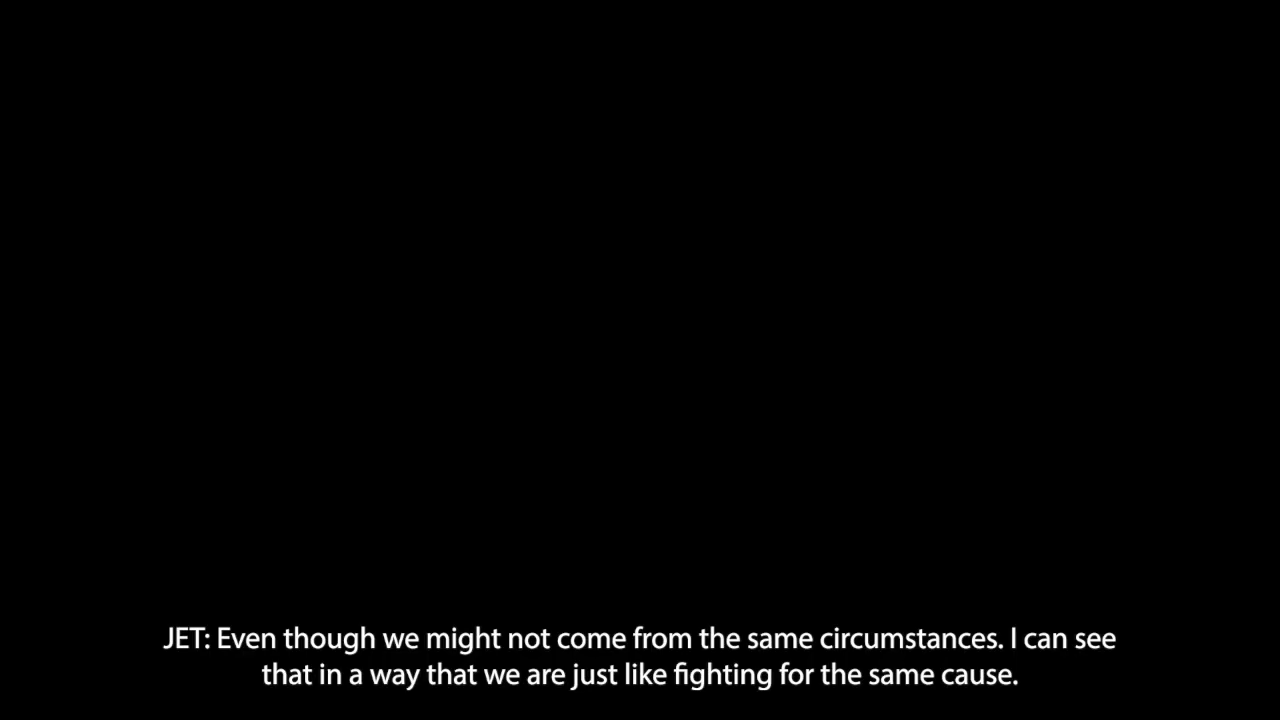 JET: Even though we might not come from the same circumstances. I can see
that in a way that we are just like fighting for the same cause.